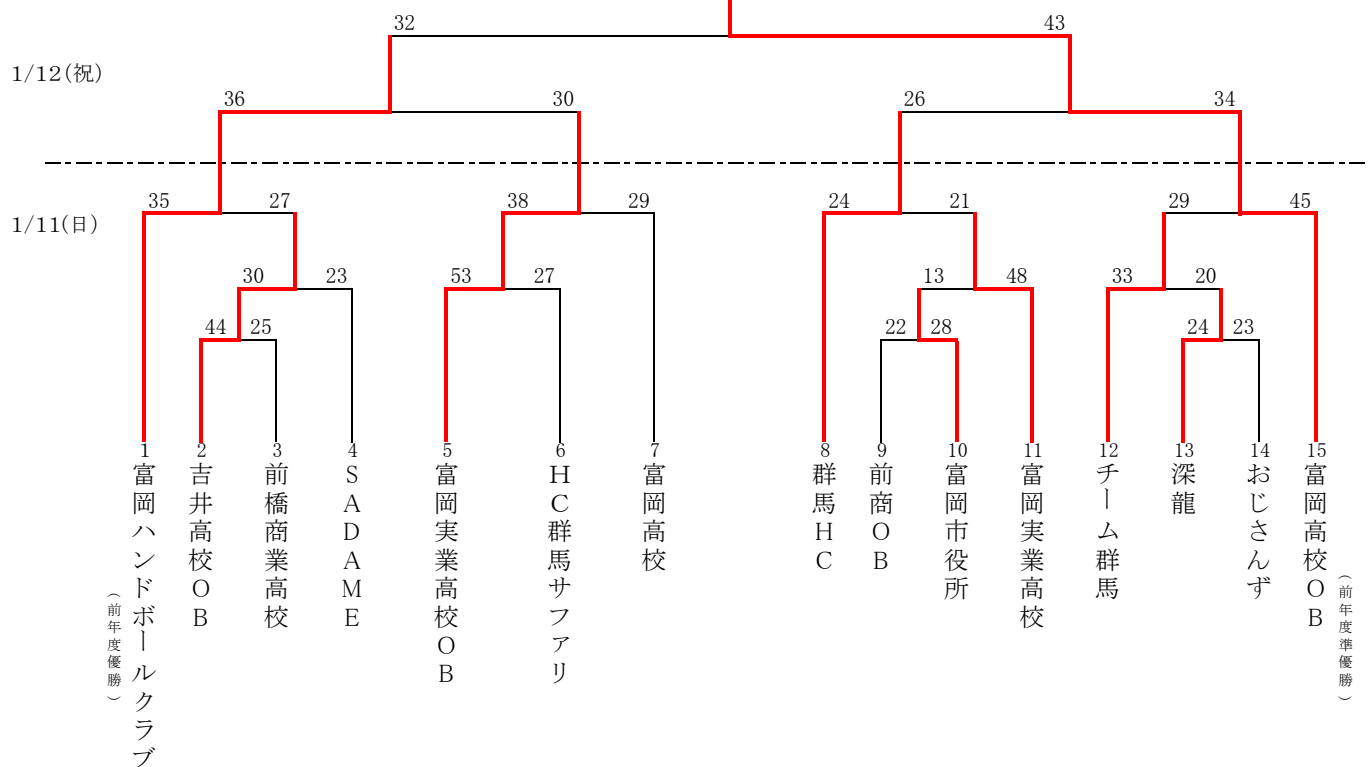 32 43
1/12(祝)
36 30 26 34
35 27 38 29 24 21 29 45
1/11(日)
30 23 53 27 13 48 33 20
44 25 22 28 24 23
1 2 3 4 5 6 7 8 9 10 11 12 13 14 15
富岡ハンドボールクラブ
(前年度優勝)
吉井高校OB
前橋商業高校
SADAME
富岡実業高校OB
HC群馬サファリ
富岡高校
群馬HC
前商OB
富岡市役所
富岡実業高校
チーム群馬
深龍
おじさんず
富岡高校OB
(前年度準優勝)